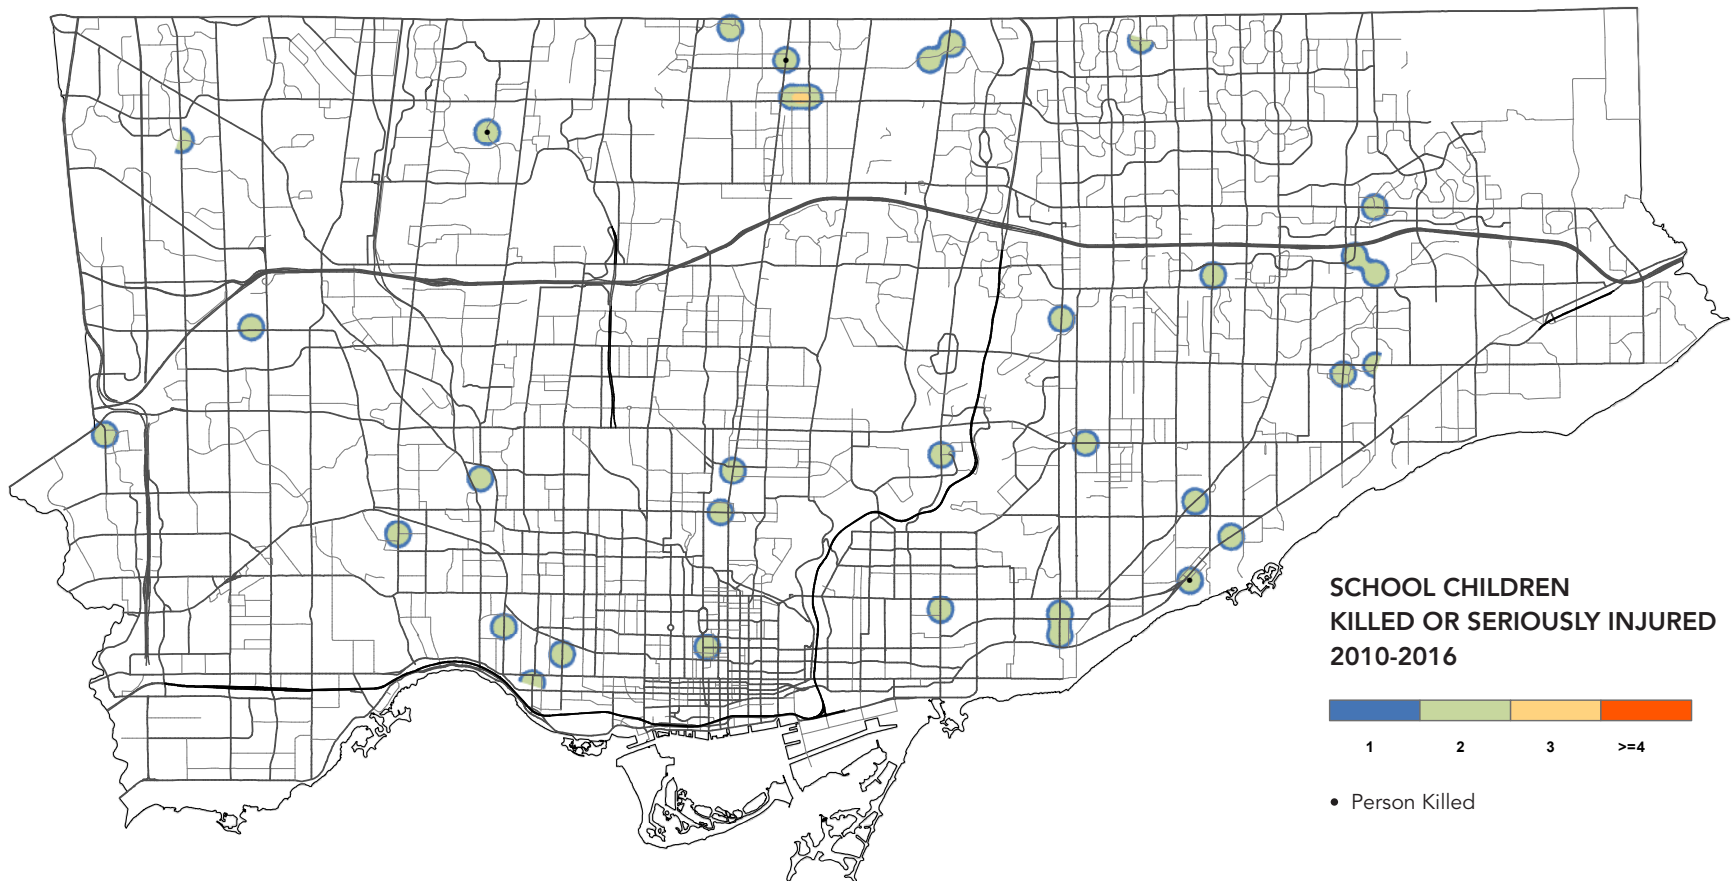 SCHOOL CHILDREN
KILLED OR SERIOUSLY INJURED
2010-2016
1 2 3 >=4
• Person Killed